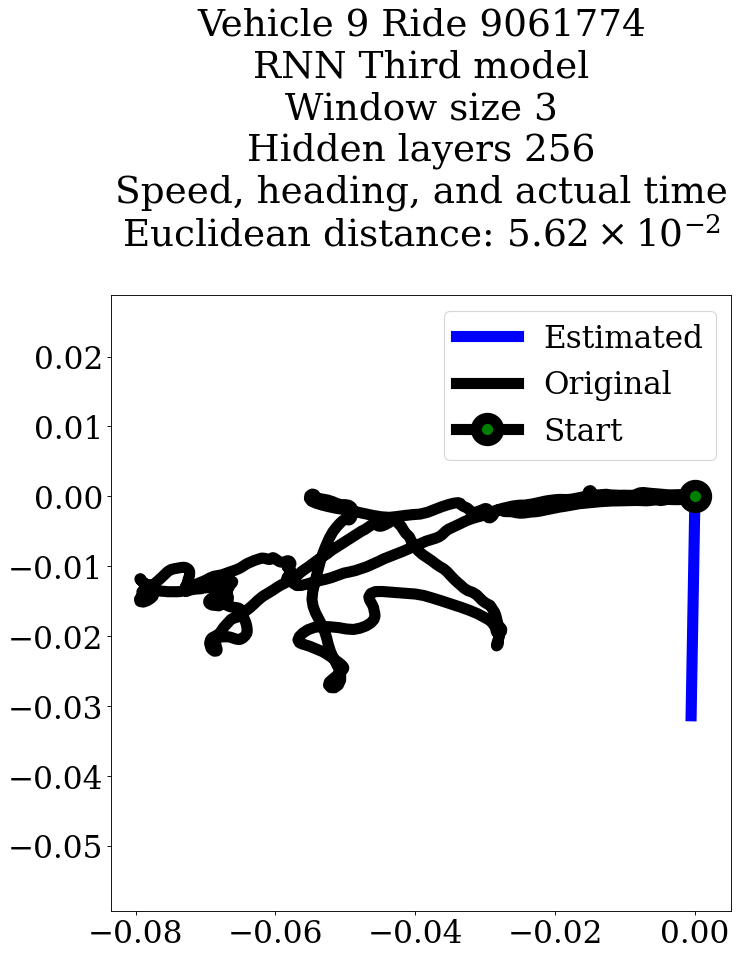 Vehicle 9 Ride 9061774
RNN Third model
Window size 3
Hidden layers 256
Speed, heading, and actual time
Euclidean distance: 5.62 × 10⁻²
Estimated
Original
Start
0.02
0.01
0.00
−0.01
−0.02
−0.03
−0.04
−0.05
−0.08 −0.06 −0.04 −0.02 0.00